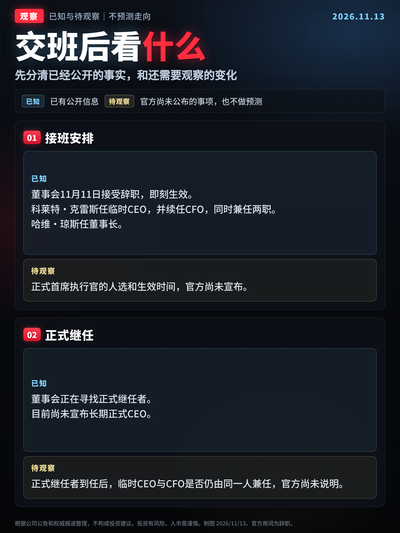 观察 已知与待观察｜不预测走向 2026.11.13
交班后看什么
先分清已经公开的事实，和还需要观察的变化
已知 已有公开信息 待观察 官方尚未公布的事项，也不做预测
01 接班安排
已知
董事会11月11日接受辞职，即刻生效。
科莱特·克雷斯任临时CEO，并续任CFO，同时兼任两职。
哈维·琼斯任董事长。
待观察
正式首席执行官的人选和生效时间，官方尚未宣布。
02 正式继任
已知
董事会正在寻找正式继任者。
目前尚未宣布长期正式CEO。
待观察
正式继任者到任后，临时CEO与CFO是否仍由同一人兼任，官方尚未说明。
根据公司公告和权威报道整理，不构成投资建议。投资有风险，入市需谨慎。制图 2026/11/13。官方用词为辞职。